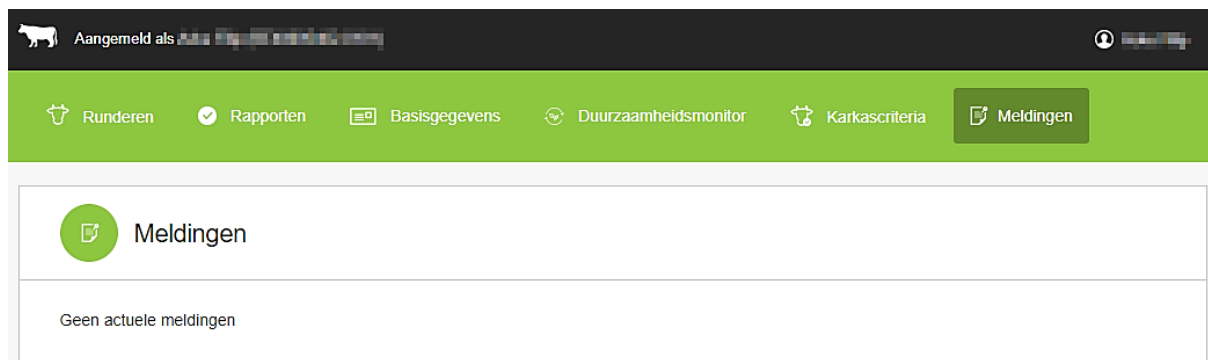 Aangemeld als
Runderen Rapporten Basisgegevens Duurzaamheidsmonitor Karkascriteria Meldingen
Meldingen
Geen actuele meldingen